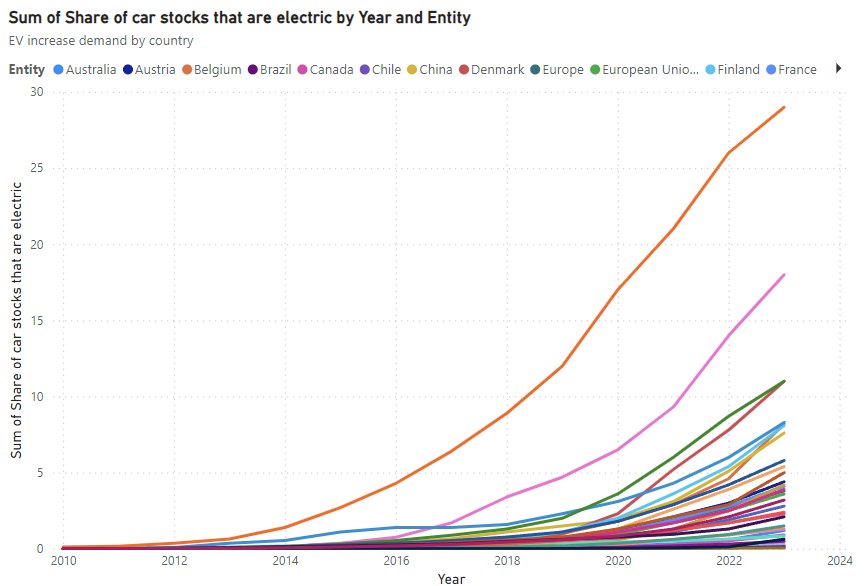 Sum of Share of car stocks that are electric by Year and Entity
EV increase demand by country
Entity Australia Austria Belgium Brazil Canada Chile China Denmark Europe European Unio... Finland France
30
25
20
15
10
5
0
Sum of Share of car stocks that are electric
2010 2012 2014 2016 2018 2020 2022 2024
Year